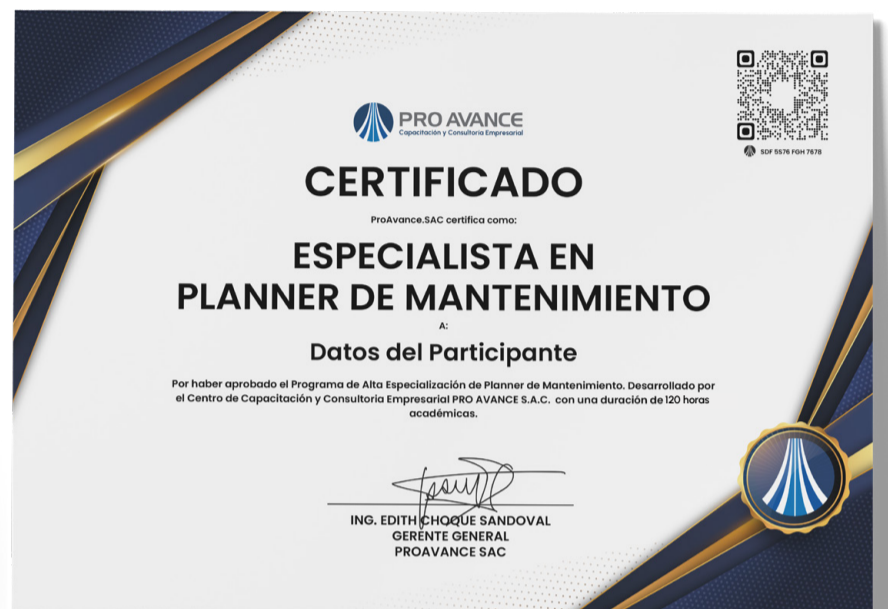 PRO AVANCE
Capacitación y Consultoria Empresarial
SDF 5576 FGH 7678
CERTIFICADO
ProAvance.SAC certifica como:
ESPECIALISTA EN
PLANNER DE MANTENIMIENTO
A:
Datos del Participante
Por haber aprobado el Programa de Alta Especialización de Planner de Mantenimiento. Desarrollado por
el Centro de Capacitación y Consultoria Empresarial PRO AVANCE S.A.C. con una duración de 120 horas
académicas.
ING. EDITH CHOQUE SANDOVAL
GERENTE GENERAL
PROAVANCE SAC